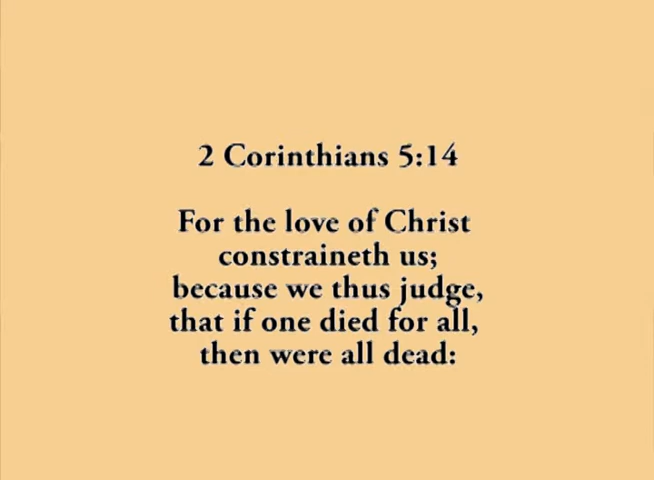 2 Corinthians 5:14
For the love of Christ
constraineth us;
because we thus judge,
that if one died for all,
then were all dead: